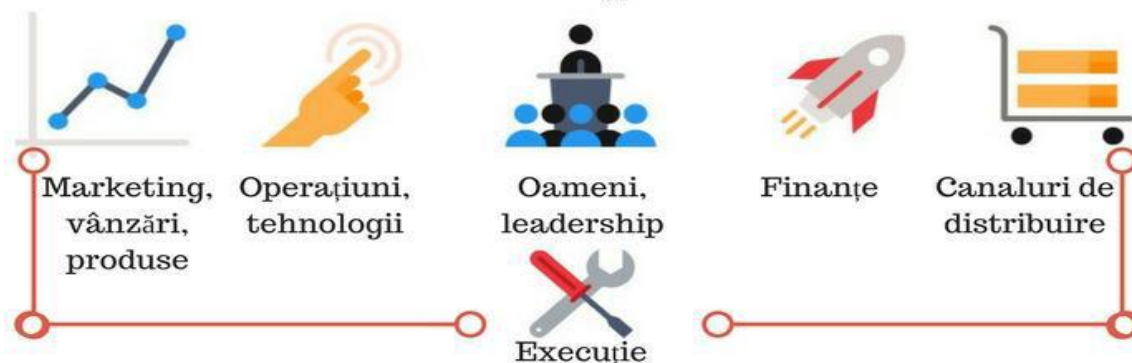 Marketing,
vânzări,
produse
Operațiuni,
tehnologii
Oameni,
leadership
Finanțe
Canaluri de
distribuire
Execuție